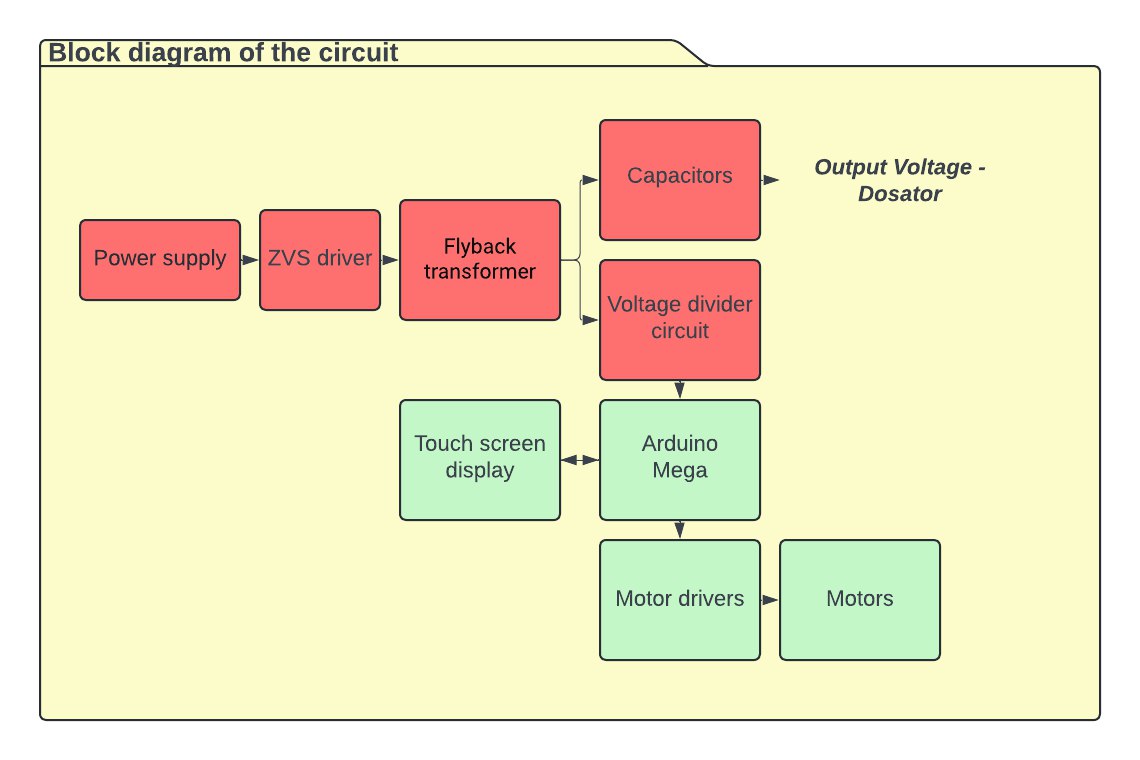 Block diagram of the circuit
Capacitors
Output Voltage -
Dosator
Power supply
ZVS driver
Flyback
transformer
Voltage divider
circuit
Touch screen
display
Arduino
Mega
Motor drivers
Motors